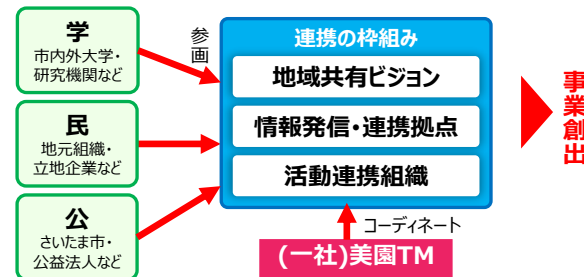 学
市内外大学・
研究機関など
民
地元組織・
立地企業など
公
さいたま市・
公益法人など
参画
連携の枠組み
地域共有ビジョン
情報発信・連携拠点
活動連携組織
コーディネート
(一社)美園TM
事業創出